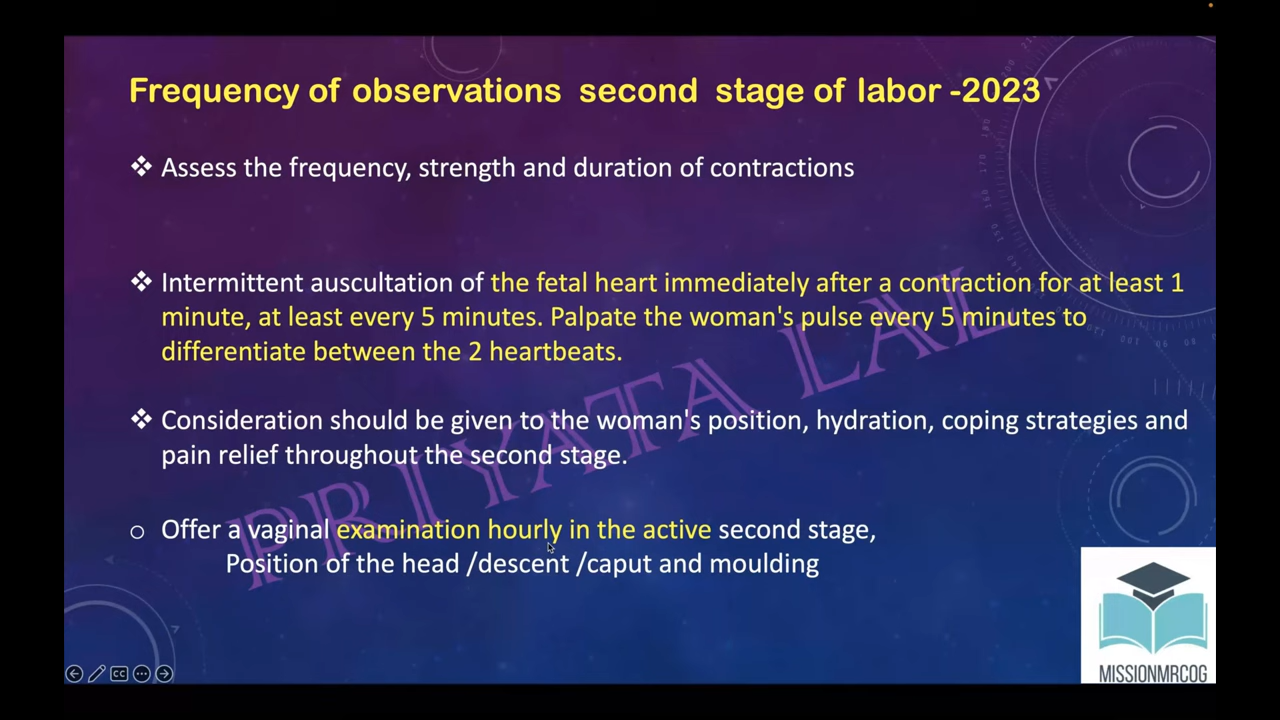 Frequency of observations second stage of labor -2023
❖ Assess the frequency, strength and duration of contractions
❖ Intermittent auscultation of the fetal heart immediately after a contraction for at least 1
minute, at least every 5 minutes. Palpate the woman's pulse every 5 minutes to
differentiate between the 2 heartbeats.
❖ Consideration should be given to the woman's position, hydration, coping strategies and
pain relief throughout the second stage.
o Offer a vaginal examination hourly in the active second stage,
Position of the head /descent /caput and moulding
PRIYATA LAL
MISSIONMRCOG
CC